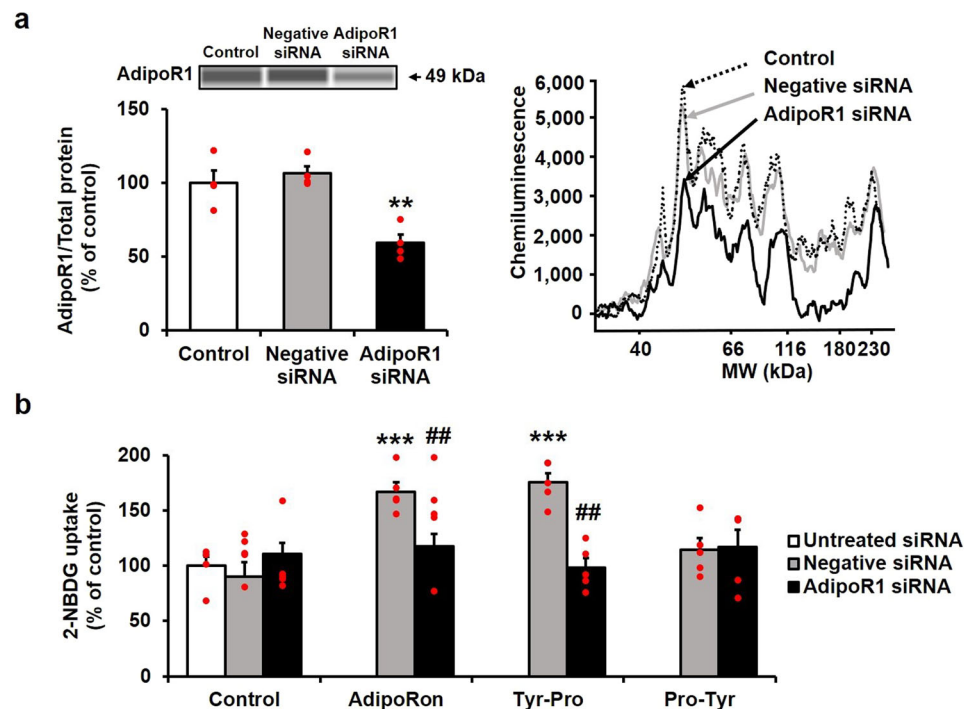 a
Control
Negative
siRNA
AdipoR1
siRNA
AdipoR1
49 kDa
AdipoR1/Total protein
(% of control)
150
100
50
0
**
Control
Negative
siRNA
AdipoR1
siRNA
Control
Negative siRNA
AdipoR1 siRNA
Chemiluminescence
6,000
5,000
4,000
3,000
2,000
1,000
0
40
66
116
180
230
MW (kDa)
b
2-NBDG uptake
(% of control)
200
150
100
50
0
***
##
***
##
Control
AdipoRon
Tyr-Pro
Pro-Tyr
Untreated siRNA
Negative siRNA
AdipoR1 siRNA